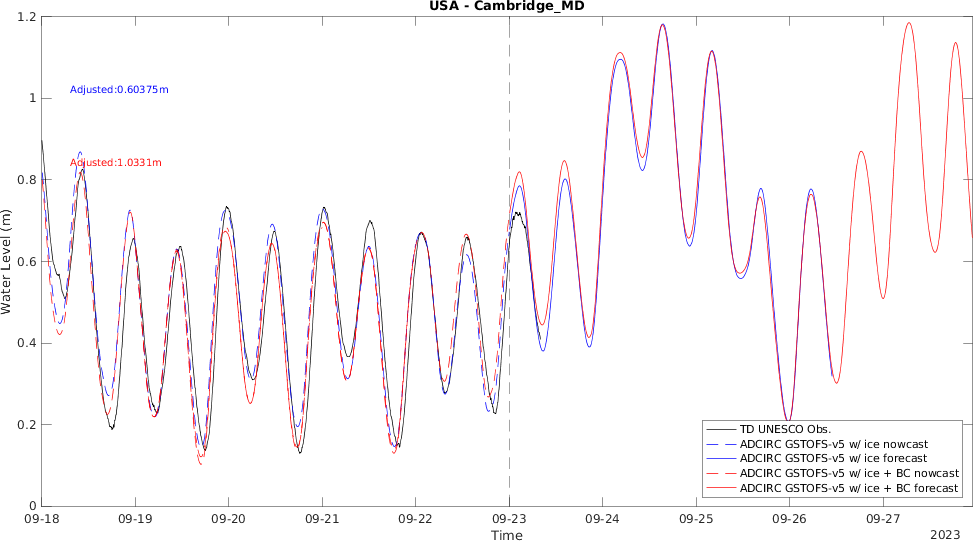 USA - Cambridge_MD
1.2
1
0.8
0.6
0.4
0.2
0
Water Level (m)
Adjusted:0.60375m
Adjusted:1.0331m
TD UNESCO Obs.
ADCIRC GSTOFS-v5 w/ ice nowcast
ADCIRC GSTOFS-v5 w/ ice forecast
ADCIRC GSTOFS-v5 w/ ice + BC nowcast
ADCIRC GSTOFS-v5 w/ ice + BC forecast
09-18 09-19 09-20 09-21 09-22 09-23 09-24 09-25 09-26 09-27
Time
2023